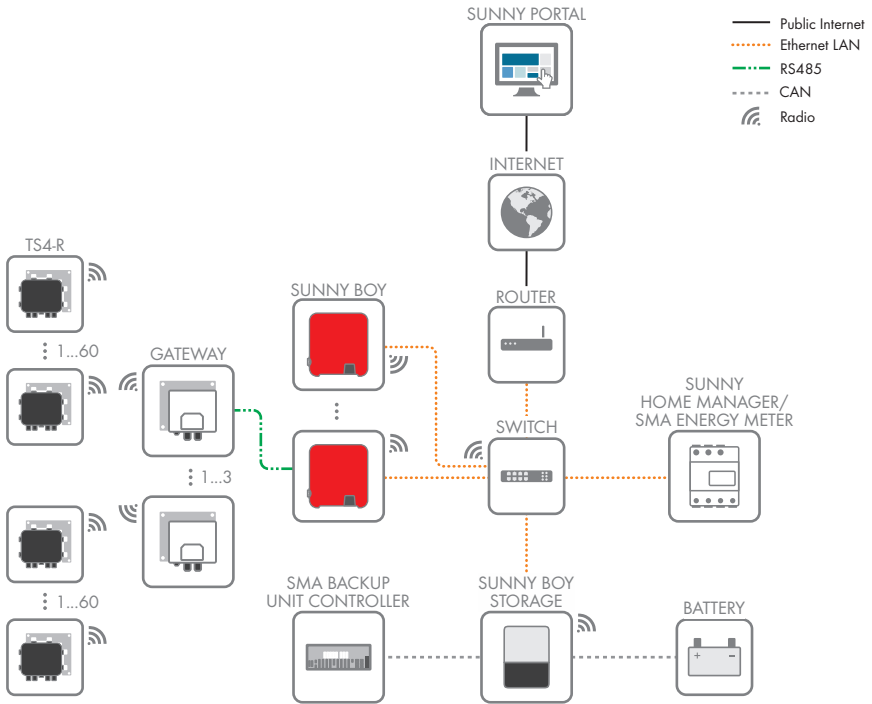 SUNNY PORTAL
Public Internet
Ethernet LAN
RS485
CAN
Radio
INTERNET
TS4-R
SUNNY BOY
ROUTER
1...60
GATEWAY
SUNNY
HOME MANAGER/
SMA ENERGY METER
SWITCH
1...3
SMA BACKUP
UNIT CONTROLLER
SUNNY BOY
STORAGE
1...60
BATTERY
+ −